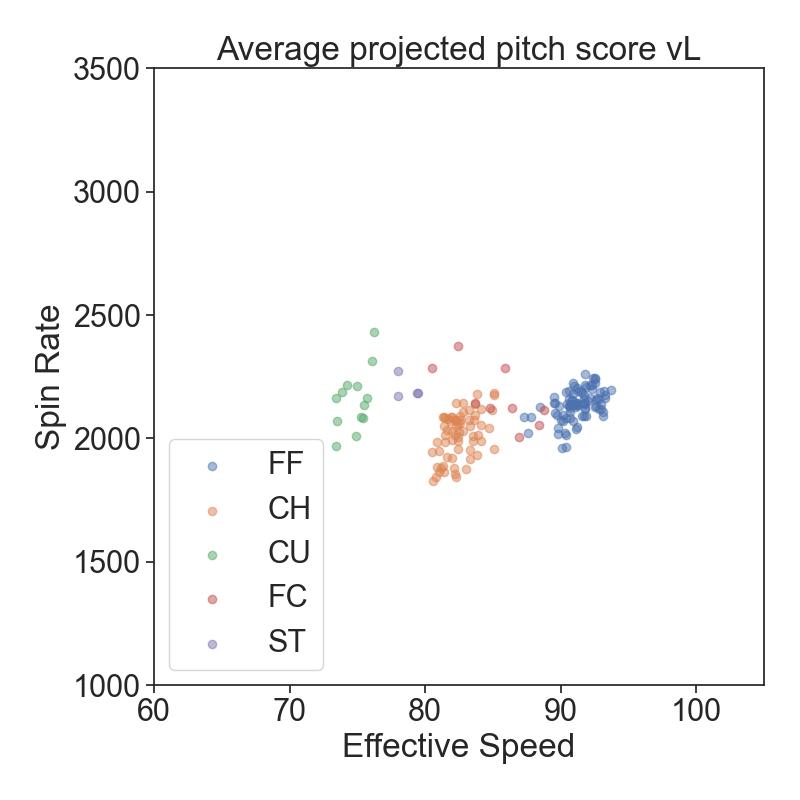 Average projected pitch score vL
3500
3000
2500
2000
1500
1000
Spin Rate
FF
CH
CU
FC
ST
60 70 80 90 100
Effective Speed